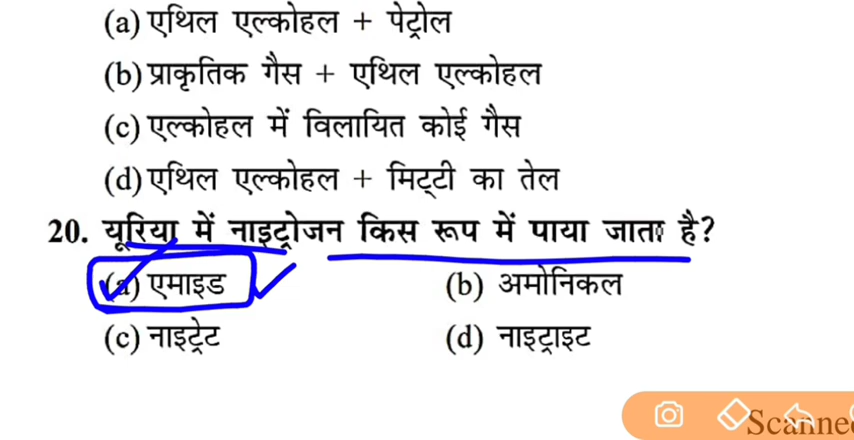 (a) एथिल एल्कोहल + पेट्रोल
(b) प्राकृतिक गैस + एथिल एल्कोहल
(c) एल्कोहल में विलायित कोई गैस
(d) एथिल एल्कोहल + मिट्टी का तेल
20. यूरिया में नाइट्रोजन किस रूप में पाया जाता है?
(a) एमाइड (b) अमोनिकल
(c) नाइट्रेट (d) नाइट्राइट
Scanne